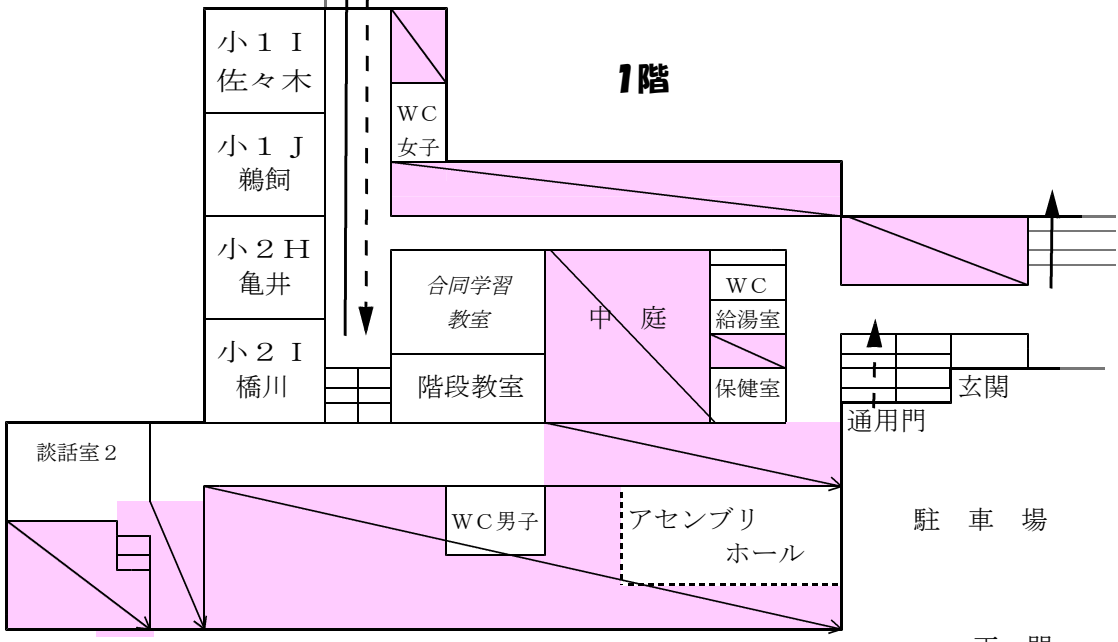 1階
小１Ｉ
佐々木
ＷＣ
女子
小１Ｊ
鵜飼
小２Ｈ
亀井
合同学習
教室
中　庭
ＷＣ
給湯室
小２Ｉ
橋川
階段教室
保健室
玄関
通用門
談話室２
ＷＣ男子
アセンブリ
ホール
駐　車　場